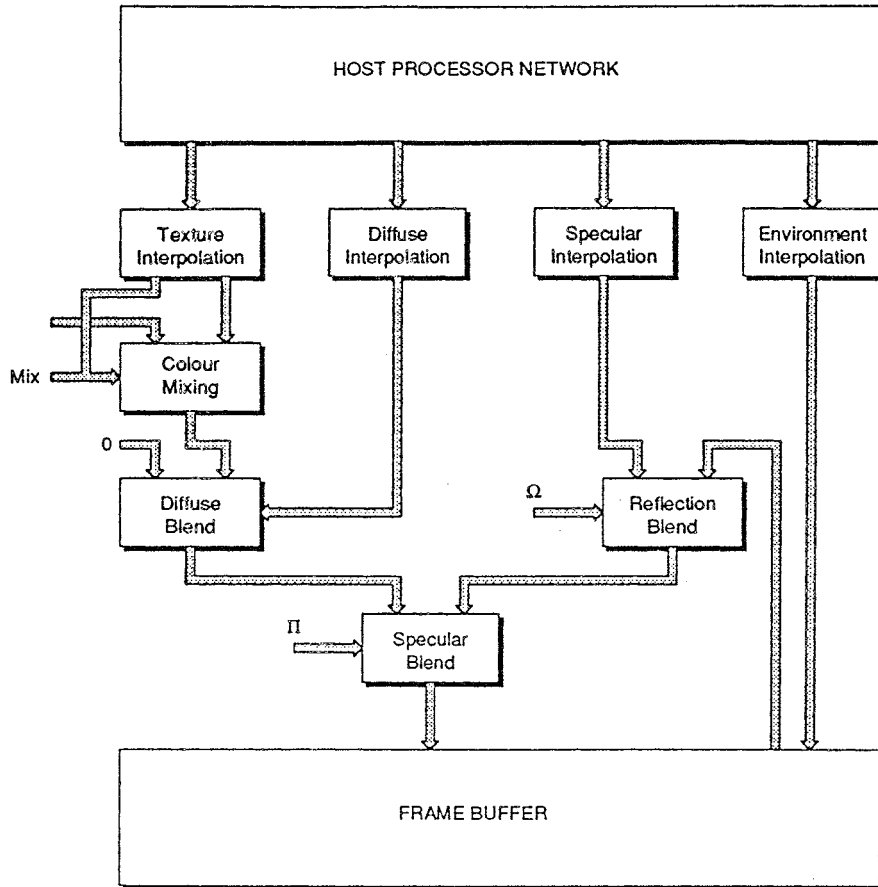 HOST PROCESSOR NETWORK
Texture
Interpolation
Diffuse
Interpolation
Specular
Interpolation
Environment
Interpolation
Mix
Colour
Mixing
0
Diffuse
Blend
Ω
Reflection
Blend
Π
Specular
Blend
FRAME BUFFER